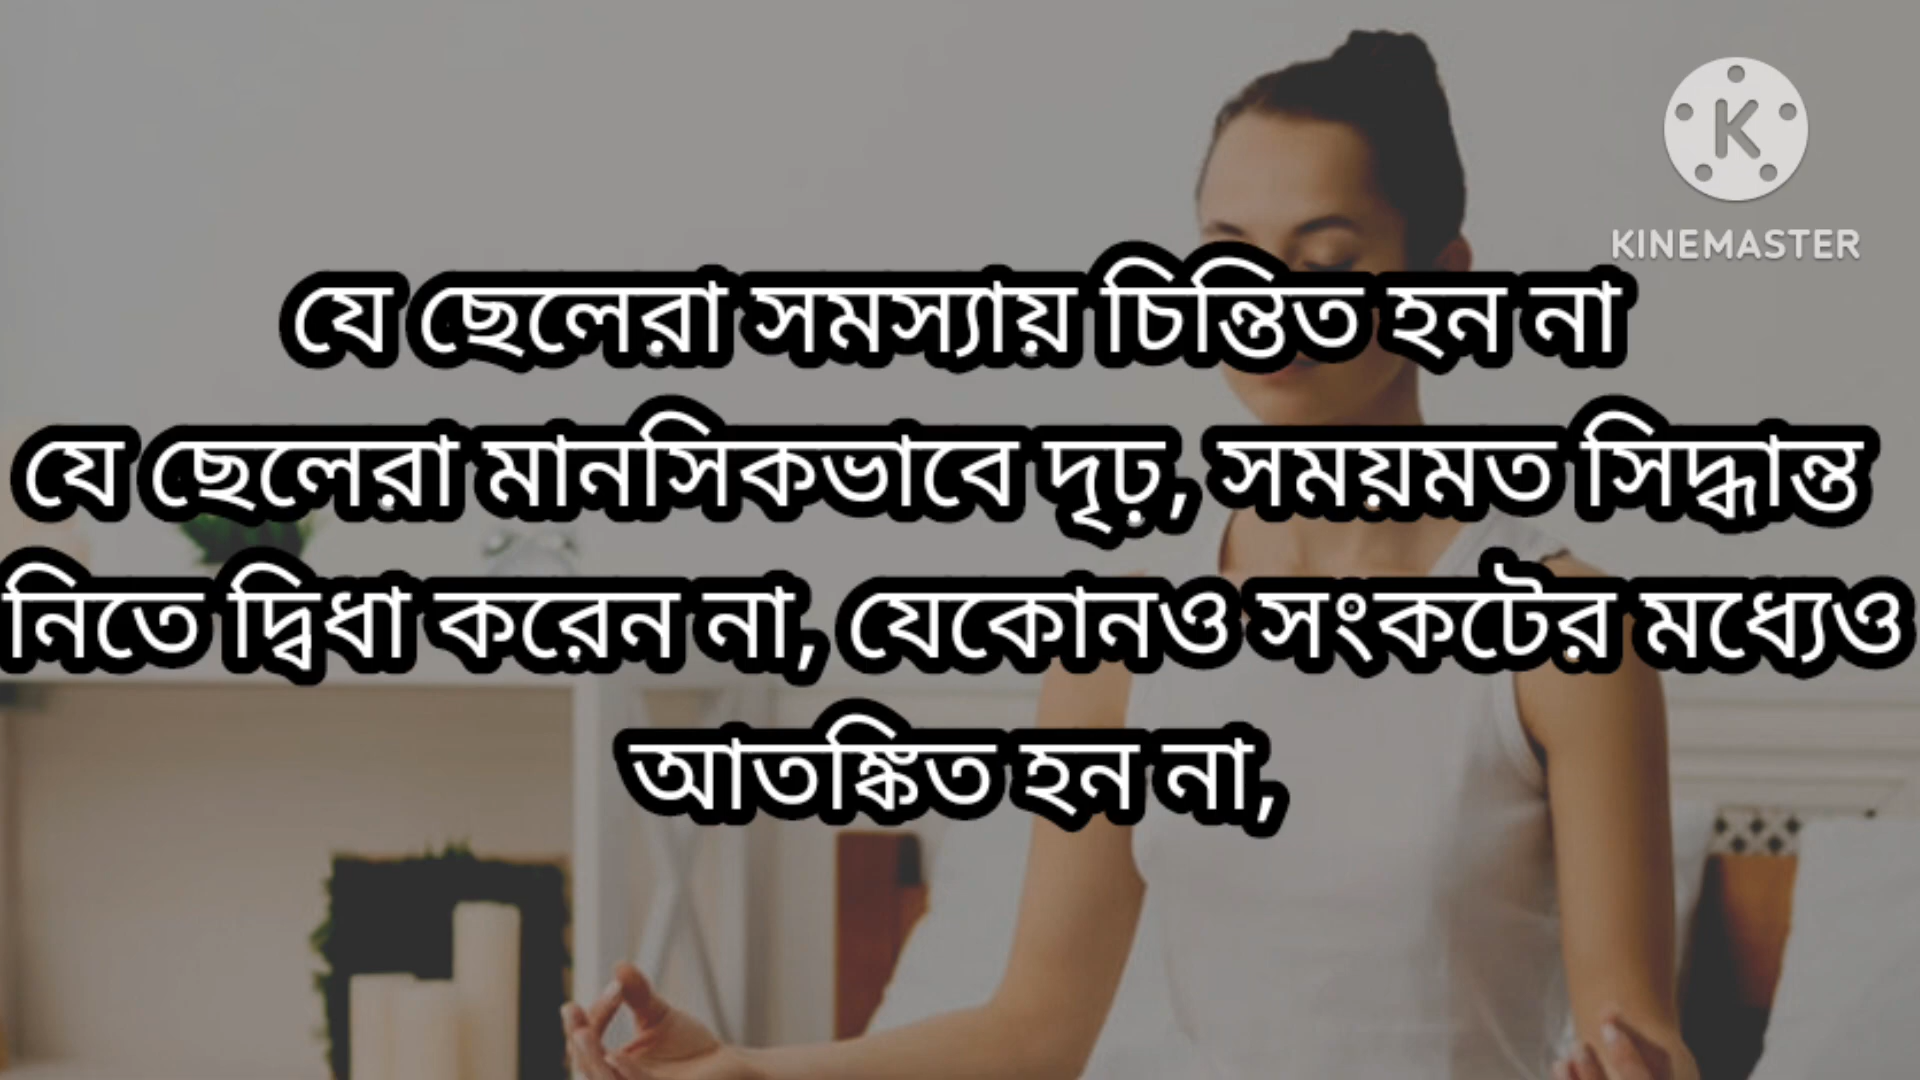 KINEMASTER
যে ছেলেরা সমস্যায় চিন্তিত হন না
যে ছেলেরা মানসিকভাবে দৃঢ়, সময়মত সিদ্ধান্ত
নিতে দ্বিধা করেন না, যেকোনও সংকটের মধ্যেও
আতঙ্কিত হন না,